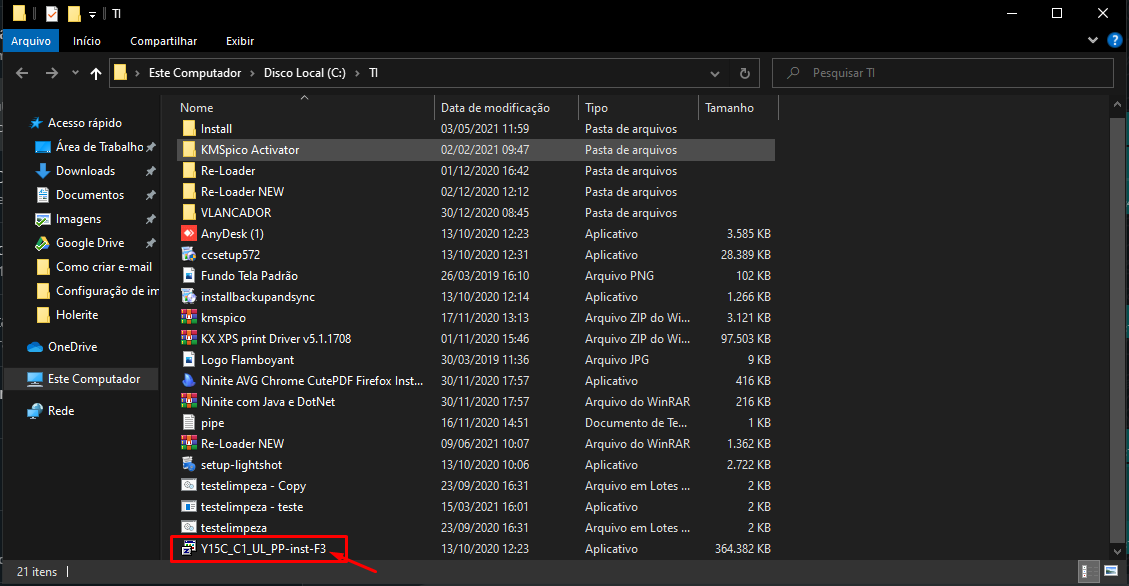 TI
Arquivo Início Compartilhar Exibir
Este Computador > Disco Local (C:) > TI
Pesquisar TI
Nome Data de modificação Tipo Tamanho
Acesso rápido
Área de Trabalho
Downloads
Documentos
Imagens
Google Drive
Como criar e-mail
Configuração de im
Holerite
OneDrive
Este Computador
Rede
Install 03/05/2021 11:59 Pasta de arquivos
KMSpico Activator 02/02/2021 09:47 Pasta de arquivos
Re-Loader 01/12/2020 16:42 Pasta de arquivos
Re-Loader NEW 02/12/2020 12:12 Pasta de arquivos
VLANCADOR 30/12/2020 08:45 Pasta de arquivos
AnyDesk (1) 13/10/2020 12:23 Aplicativo 3.585 KB
ccsetup572 13/10/2020 12:31 Aplicativo 28.389 KB
Fundo Tela Padrão 26/03/2019 16:10 Arquivo PNG 102 KB
installbackupandsync 13/10/2020 12:14 Aplicativo 1.266 KB
kmspico 17/11/2020 13:13 Arquivo ZIP do Wi... 3.121 KB
KX XPS print Driver v5.1.1708 01/11/2020 15:46 Arquivo ZIP do Wi... 97.503 KB
Logo Flamboyant 30/03/2019 11:36 Arquivo JPG 9 KB
Ninite AVG Chrome CutePDF Firefox Inst... 30/11/2020 17:57 Aplicativo 416 KB
Ninite com Java e DotNet 30/11/2020 17:57 Arquivo do WinRAR 216 KB
pipe 16/11/2020 14:51 Documento de Te... 1 KB
Re-Loader NEW 09/06/2021 10:07 Arquivo do WinRAR 1.362 KB
setup-lightshot 13/10/2020 10:06 Aplicativo 2.722 KB
testelimpeza - Copy 23/09/2020 16:31 Arquivo em Lotes ... 2 KB
testelimpeza - teste 15/03/2021 16:01 Aplicativo 2 KB
testelimpeza 23/09/2020 16:31 Arquivo em Lotes ... 2 KB
Y15C_C1_UL_PP-inst-F3 13/10/2020 12:23 Aplicativo 364.382 KB
21 itens